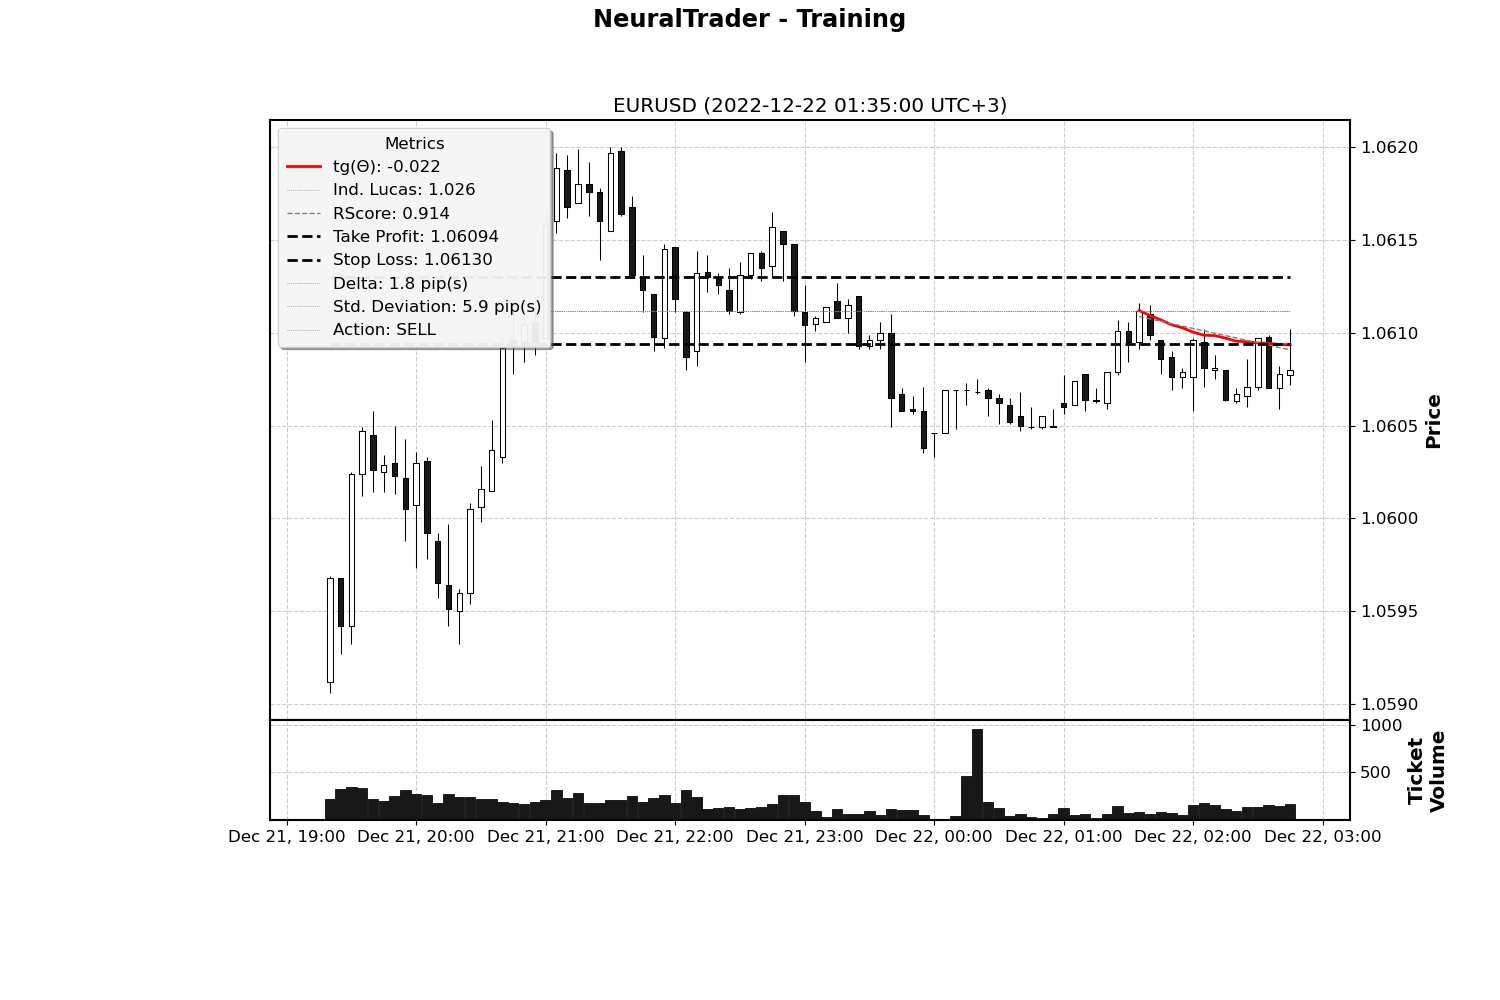 NeuralTrader - Training
EURUSD (2022-12-22 01:35:00 UTC+3)
Metrics
tg(Θ): -0.022
Ind. Lucas: 1.026
RScore: 0.914
Take Profit: 1.06094
Stop Loss: 1.06130
Delta: 1.8 pip(s)
Std. Deviation: 5.9 pip(s)
Action: SELL
1.0620
1.0615
1.0610
1.0605
1.0600
1.0595
1.0590
Price
1000
500
Ticket
Volume
Dec 21, 19:00 Dec 21, 20:00 Dec 21, 21:00 Dec 21, 22:00 Dec 21, 23:00 Dec 22, 00:00 Dec 22, 01:00 Dec 22, 02:00 Dec 22, 03:00